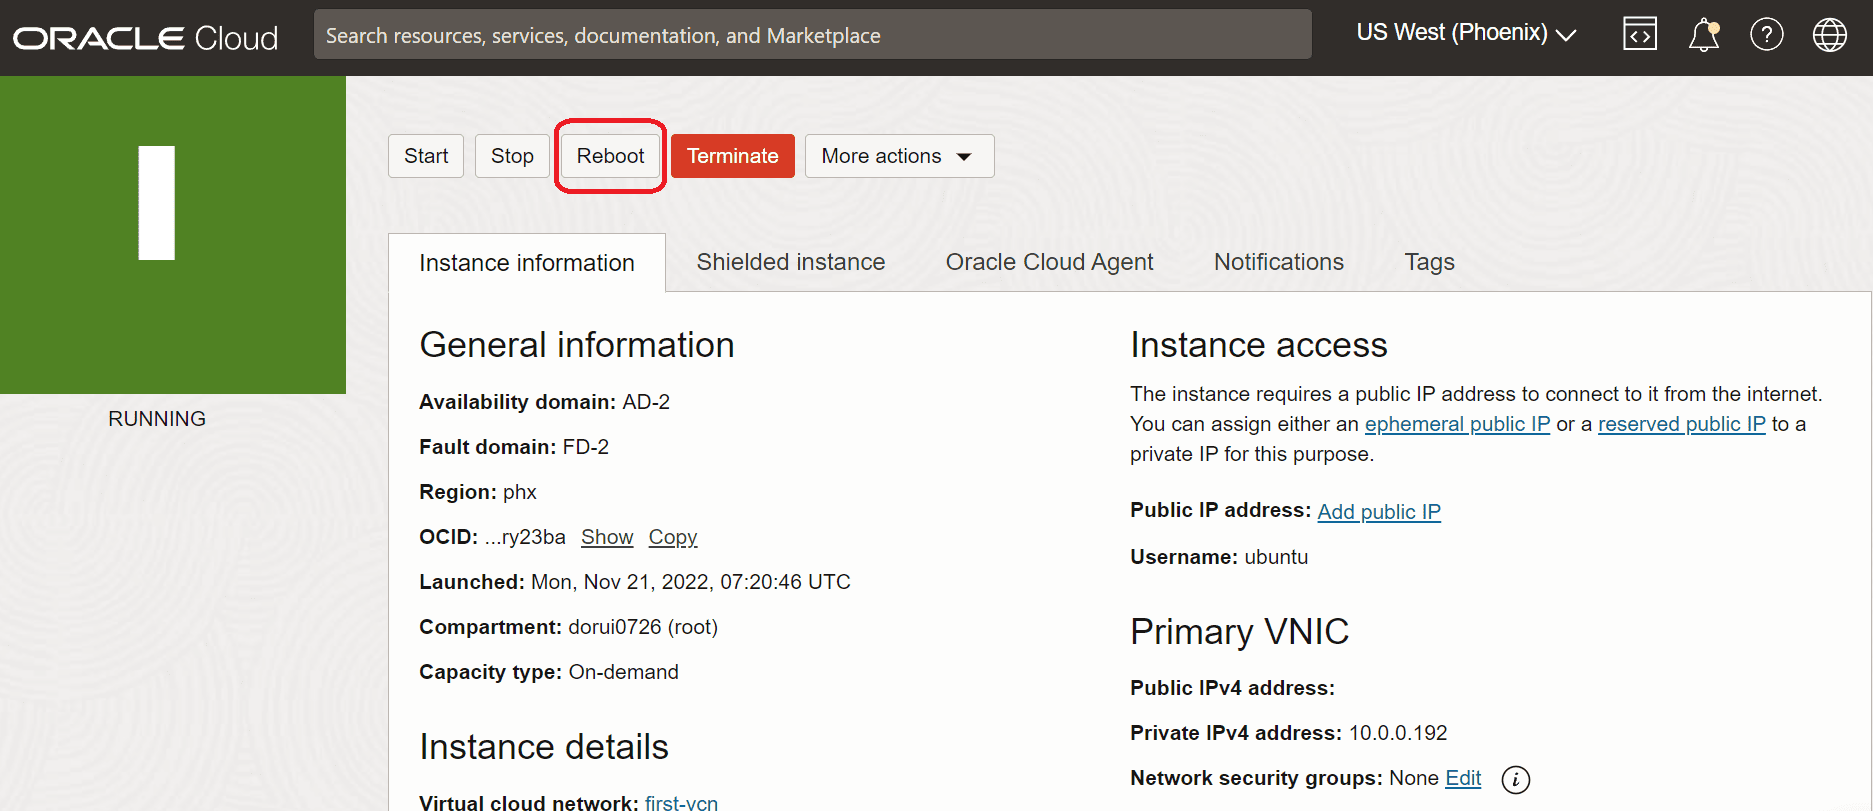 ORACLE Cloud
Search resources, services, documentation, and Marketplace
US West (Phoenix)
RUNNING
Start Stop Reboot Terminate More actions
Instance information Shielded instance Oracle Cloud Agent Notifications Tags
General information
Availability domain: AD-2
Fault domain: FD-2
Region: phx
OCID: ...ry23ba Show Copy
Launched: Mon, Nov 21, 2022, 07:20:46 UTC
Compartment: dorui0726 (root)
Capacity type: On-demand
Instance details
Virtual cloud network: first-vcn
Instance access
The instance requires a public IP address to connect to it from the internet.
You can assign either an ephemeral public IP or a reserved public IP to a
private IP for this purpose.
Public IP address: Add public IP
Username: ubuntu
Primary VNIC
Public IPv4 address:
Private IPv4 address: 10.0.0.192
Network security groups: None Edit